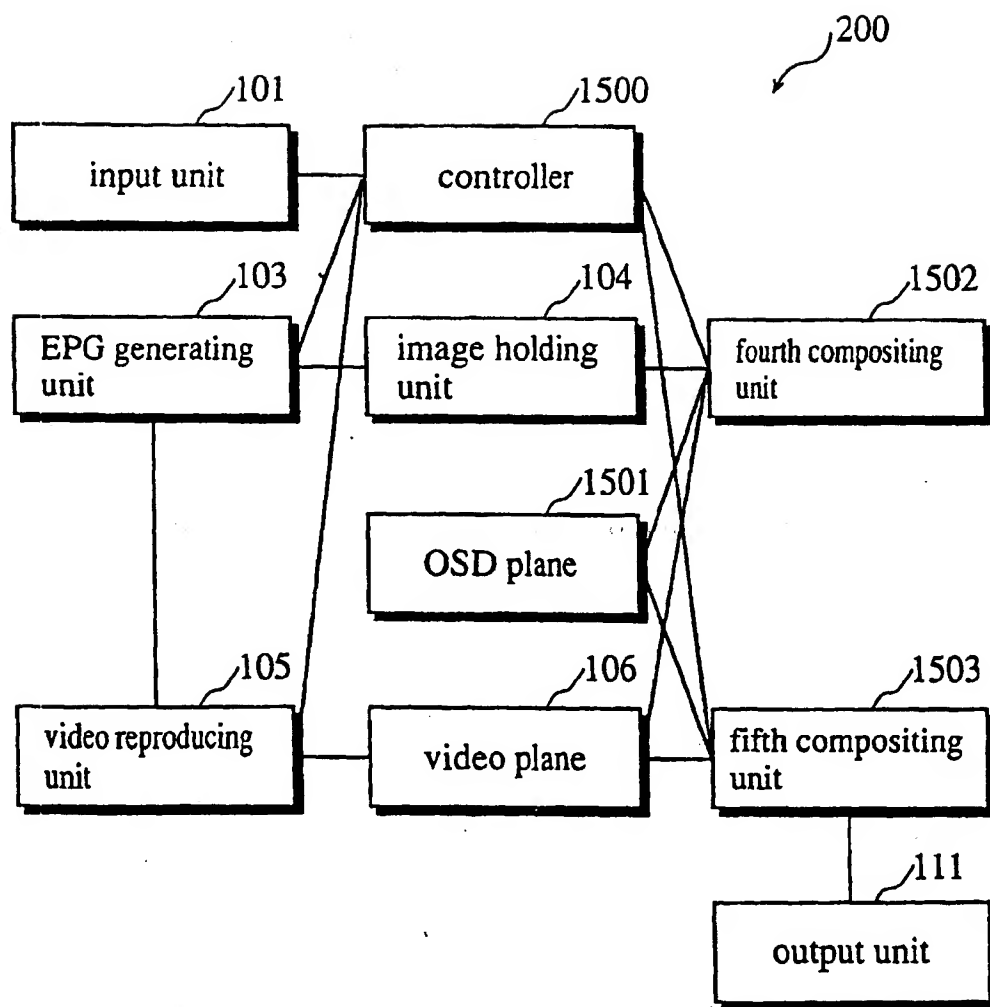 200
101
1500
input unit
controller
103
104
1502
EPG generating
unit
image holding
unit
fourth compositing
unit
1501
OSD plane
105
106
1503
video reproducing
unit
video plane
fifth compositing
unit
111
output unit